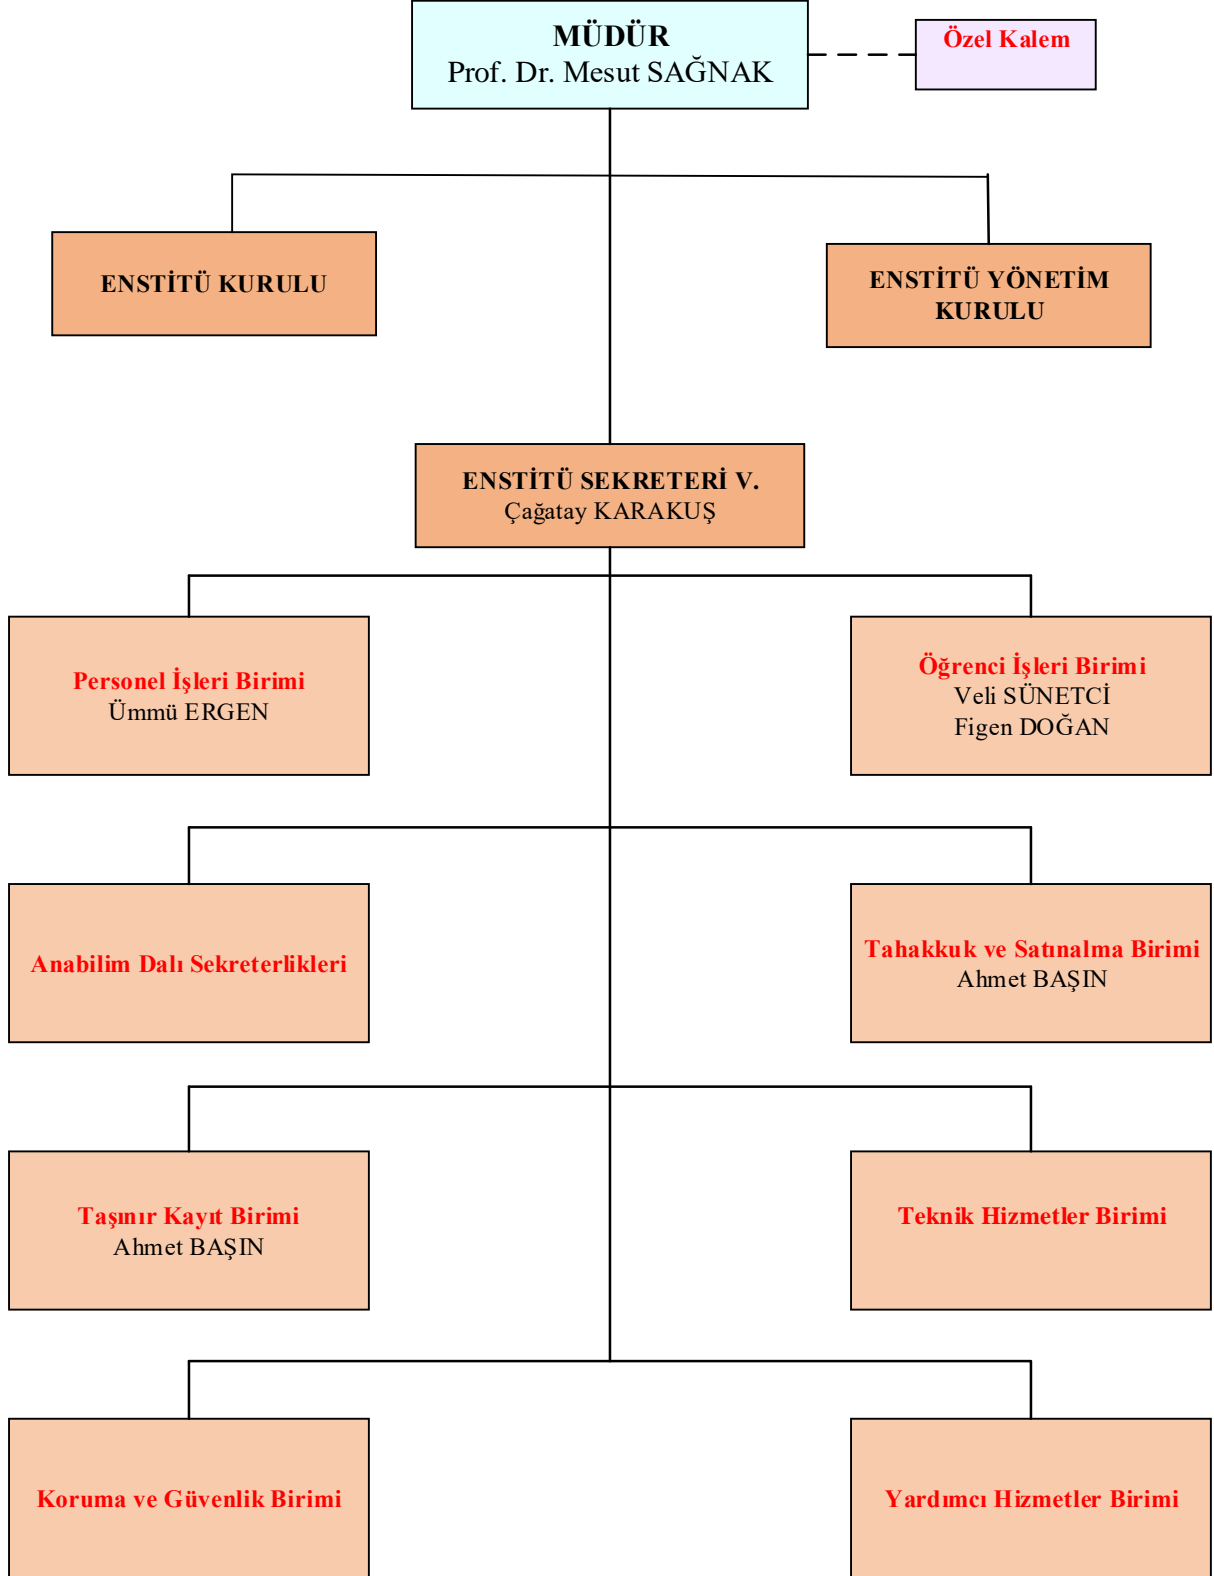 MÜDÜR
Prof. Dr. Mesut SAĞNAK
Özel Kalem
ENSTİTÜ KURULU
ENSTİTÜ YÖNETİM
KURULU
ENSTİTÜ SEKRETERİ V.
Çağatay KARAKUŞ
Personel İşleri Birimi
Ümmü ERGEN
Öğrenci İşleri Birimi
Veli SÜNETCİ
Figen DOĞAN
Anabilim Dalı Sekreterlikleri
Tahakkuk ve Satınalma Birimi
Ahmet BAŞIN
Taşınır Kayıt Birimi
Ahmet BAŞIN
Teknik Hizmetler Birimi
Koruma ve Güvenlik Birimi
Yardımcı Hizmetler Birimi